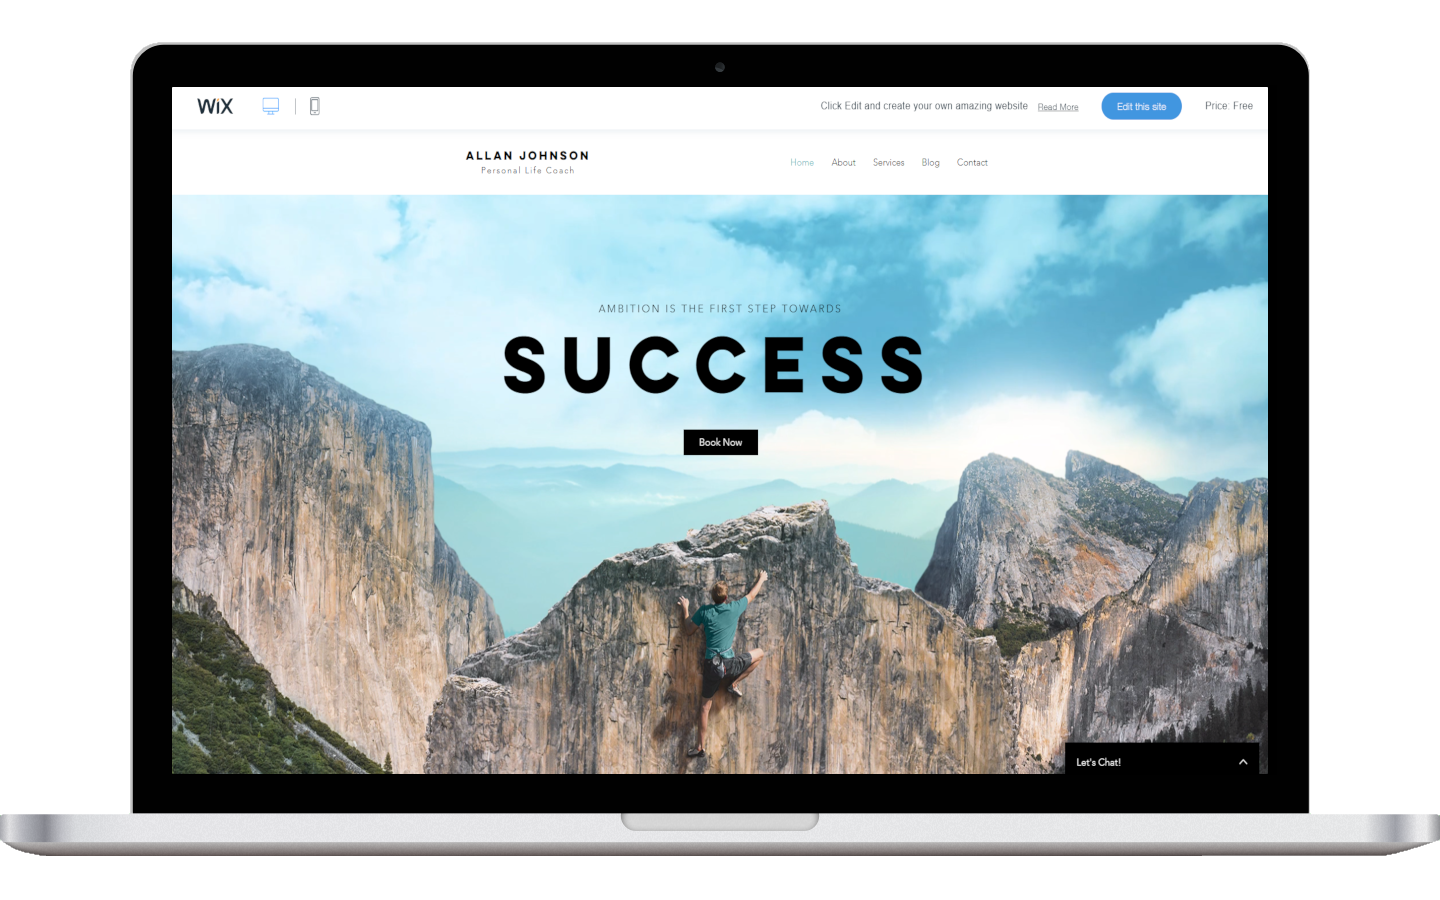 WiX
Click Edit and create your own amazing website Read More Edit this site Price: Free
ALLAN JOHNSON
Personal Life Coach
Home About Services Blog Contact
AMBITION IS THE FIRST STEP TOWARDS
SUCCESS
Book Now
Let's Chat!